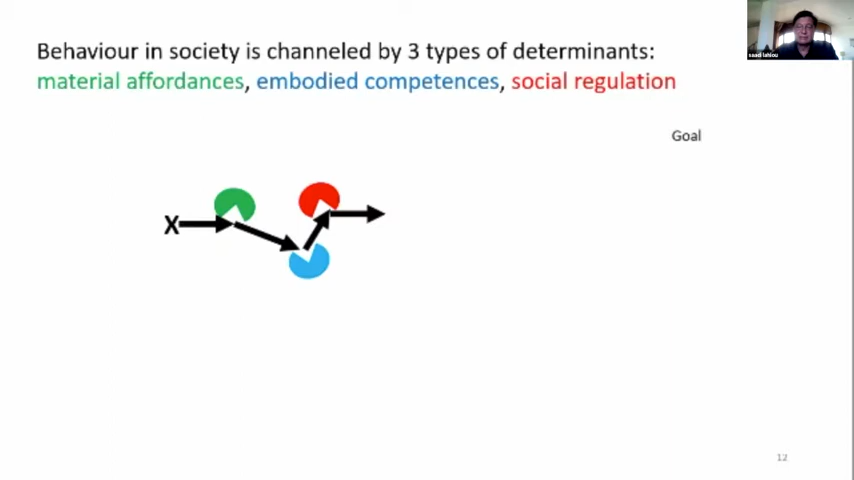 Behaviour in society is channeled by 3 types of determinants:
material affordances, embodied competences, social regulation
Goal
X
12
saadi lahlou